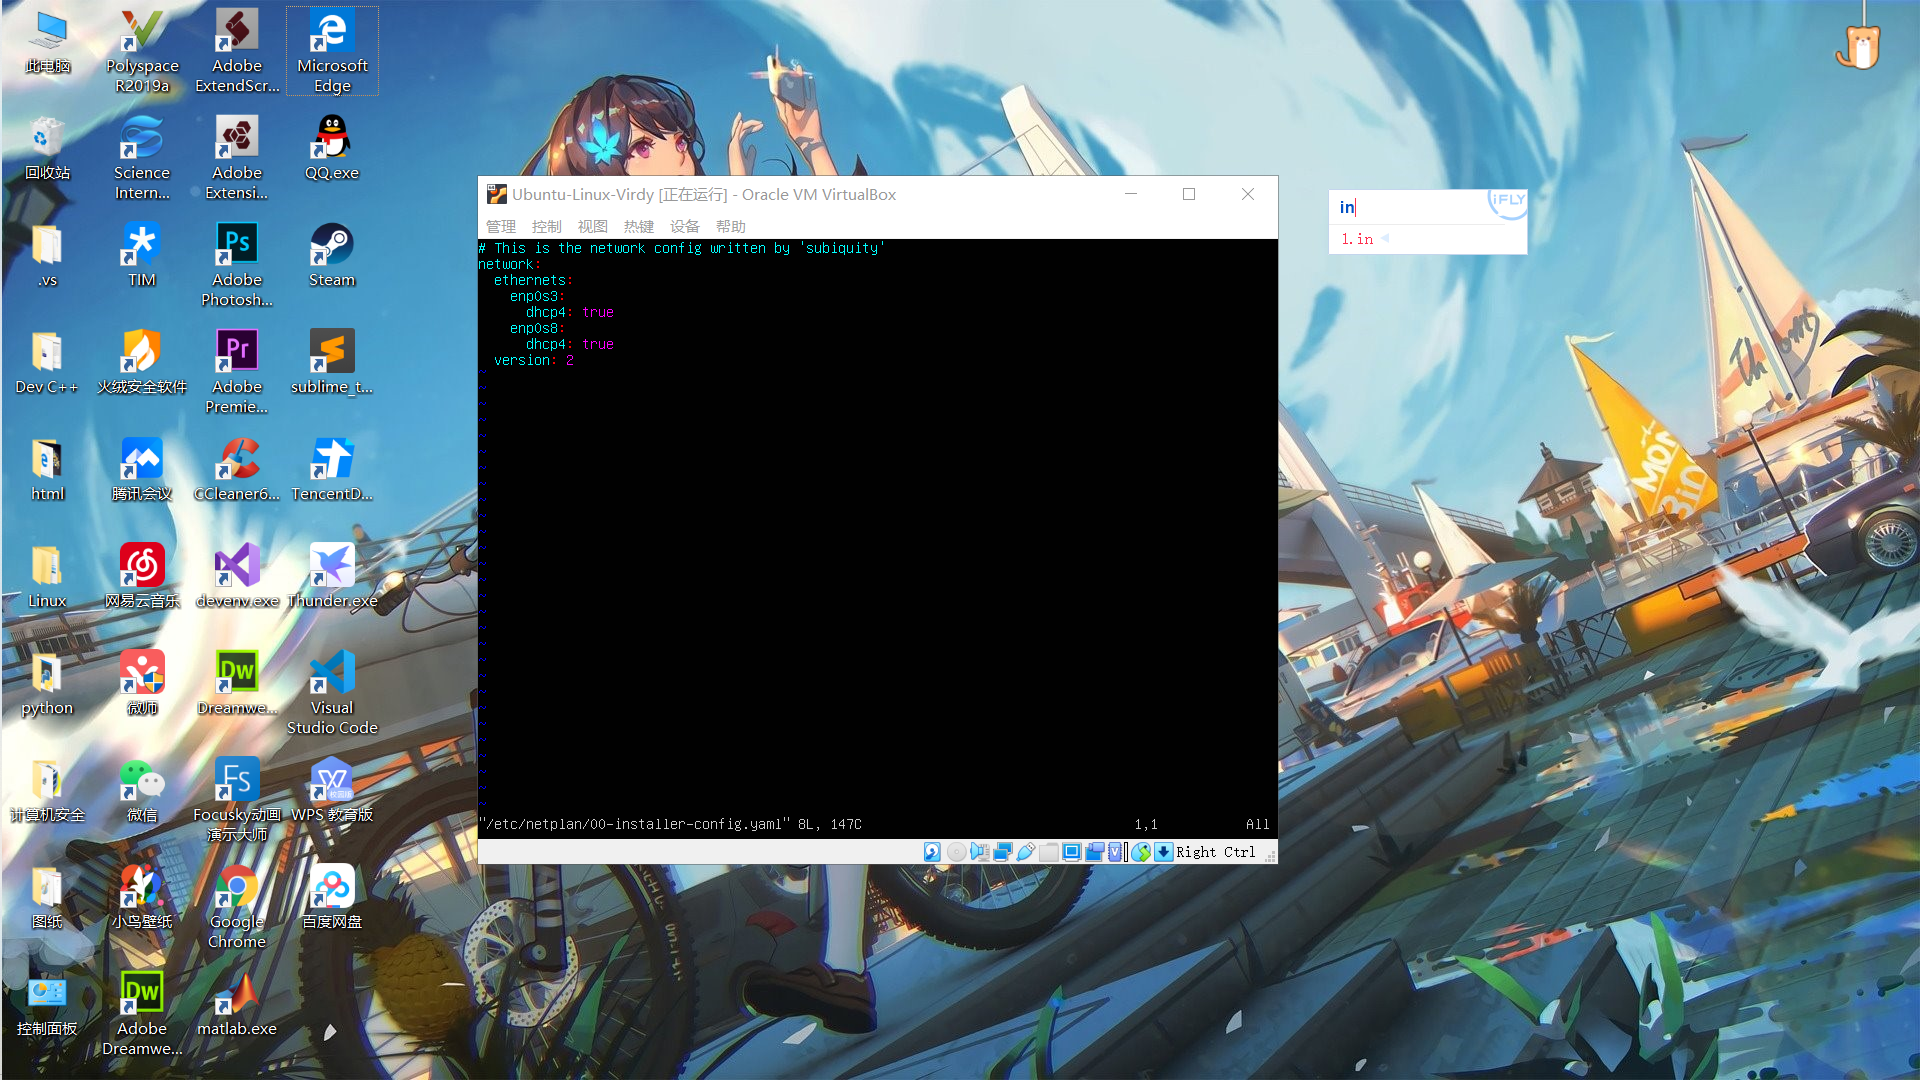 此电脑
Polyspace
R2019a
Adobe
ExtendScr...
Microsoft
Edge
回收站
Science
Intern...
Adobe
Extensi...
QQ.exe
.vs
TIM
Adobe
Photosh...
Steam
Dev C++
火绒安全软件
Adobe
Premie...
sublime_t...
html
腾讯会议
CCleaner6...
TencentD...
Linux
网易云音乐
devenv.exe
Thunder.exe
python
微师
Dreamwe...
Visual
Studio Code
计算机安全
微信
Focusky动画
演示大师
WPS 教育版
图纸
小鸟壁纸
Google
Chrome
百度网盘
控制面板
Adobe
Dreamwe...
matlab.exe
Ubuntu-Linux-Virdy [正在运行] - Oracle VM VirtualBox
管理 控制 视图 热键 设备 帮助
# This is the network config written by 'subiquity'
network:
  ethernets:
    enp0s3:
      dhcp4: true
    enp0s8:
      dhcp4: true
  version: 2
"/etc/netplan/00-installer-config.yaml" 8L, 147C 1,1 All
Right Ctrl
in
iFLY
1.in
Ps
Pr
Dw
Fs
Dw